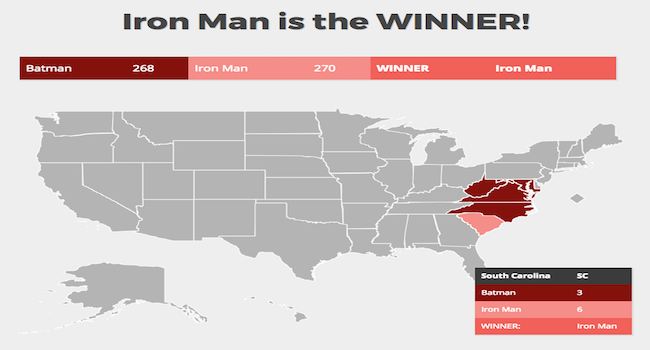 Iron Man is the WINNER!
Batman 268 Iron Man 270 WINNER Iron Man
South Carolina SC
Batman 3
Iron Man 6
WINNER: Iron Man